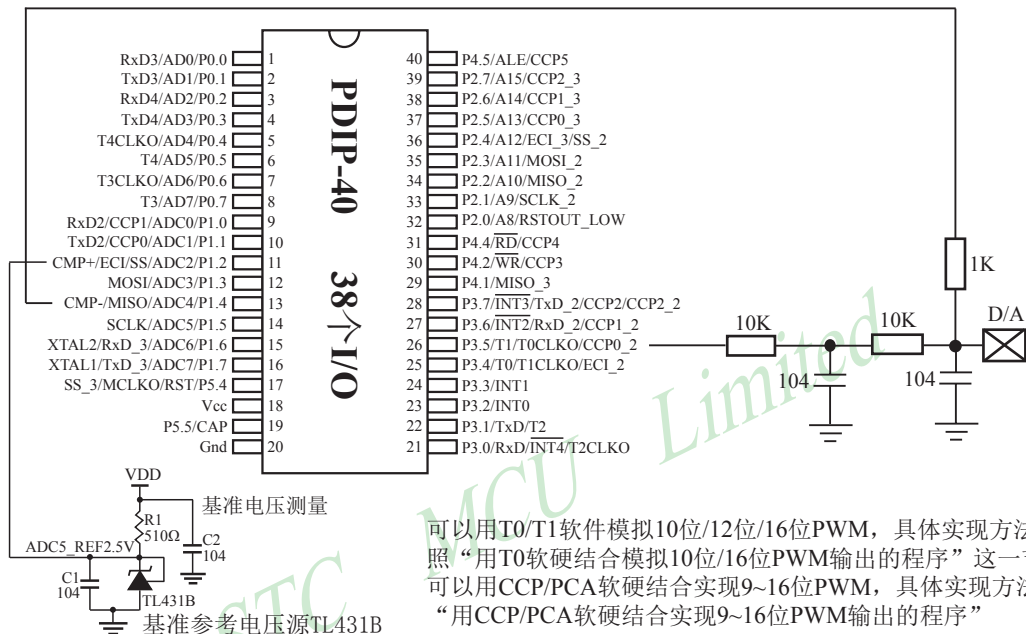 RxD3/AD0/P0.0 1
TxD3/AD1/P0.1 2
RxD4/AD2/P0.2 3
TxD4/AD3/P0.3 4
T4CLKO/AD4/P0.4 5
T4/AD5/P0.5 6
T3CLKO/AD6/P0.6 7
T3/AD7/P0.7 8
RxD2/CCP1/ADC0/P1.0 9
TxD2/CCP0/ADC1/P1.1 10
CMP+/ECI/SS/ADC2/P1.2 11
MOSI/ADC3/P1.3 12
CMP-/MISO/ADC4/P1.4 13
SCLK/ADC5/P1.5 14
XTAL2/RxD_3/ADC6/P1.6 15
XTAL1/TxD_3/ADC7/P1.7 16
SS_3/MCLKO/RST/P5.4 17
Vcc 18
P5.5/CAP 19
Gnd 20
PDIP-40 38个I/O
40 P4.5/ALE/CCP5
39 P2.7/A15/CCP2_3
38 P2.6/A14/CCP1_3
37 P2.5/A13/CCP0_3
36 P2.4/A12/ECI_3/SS_2
35 P2.3/A11/MOSI_2
34 P2.2/A10/MISO_2
33 P2.1/A9/SCLK_2
32 P2.0/A8/RSTOUT_LOW
31 P4.4/RD/CCP4
30 P4.2/WR/CCP3
29 P4.1/MISO_3
28 P3.7/INT3/TxD_2/CCP2/CCP2_2
27 P3.6/INT2/RxD_2/CCP1_2
26 P3.5/T1/T0CLKO/CCP0_2
25 P3.4/T0/T1CLKO/ECI_2
24 P3.3/INT1
23 P3.2/INT0
22 P3.1/TxD/T2
21 P3.0/RxD/INT4/T2CLKO
1K
D/A
10K
10K
104
104
VDD
基准电压测量
R1
510Ω
C2
104
ADC5_REF2.5V
C1
104
TL431B
基准参考电压源TL431B
STC MCU Limited
可以用T0/T1软件模拟10位/12位/16位PWM，具体实现方法
照“用T0软硬结合模拟10位/16位PWM输出的程序”这一
可以用CCP/PCA软硬结合实现9~16位PWM，具体实现方法
“用CCP/PCA软硬结合实现9~16位PWM输出的程序”